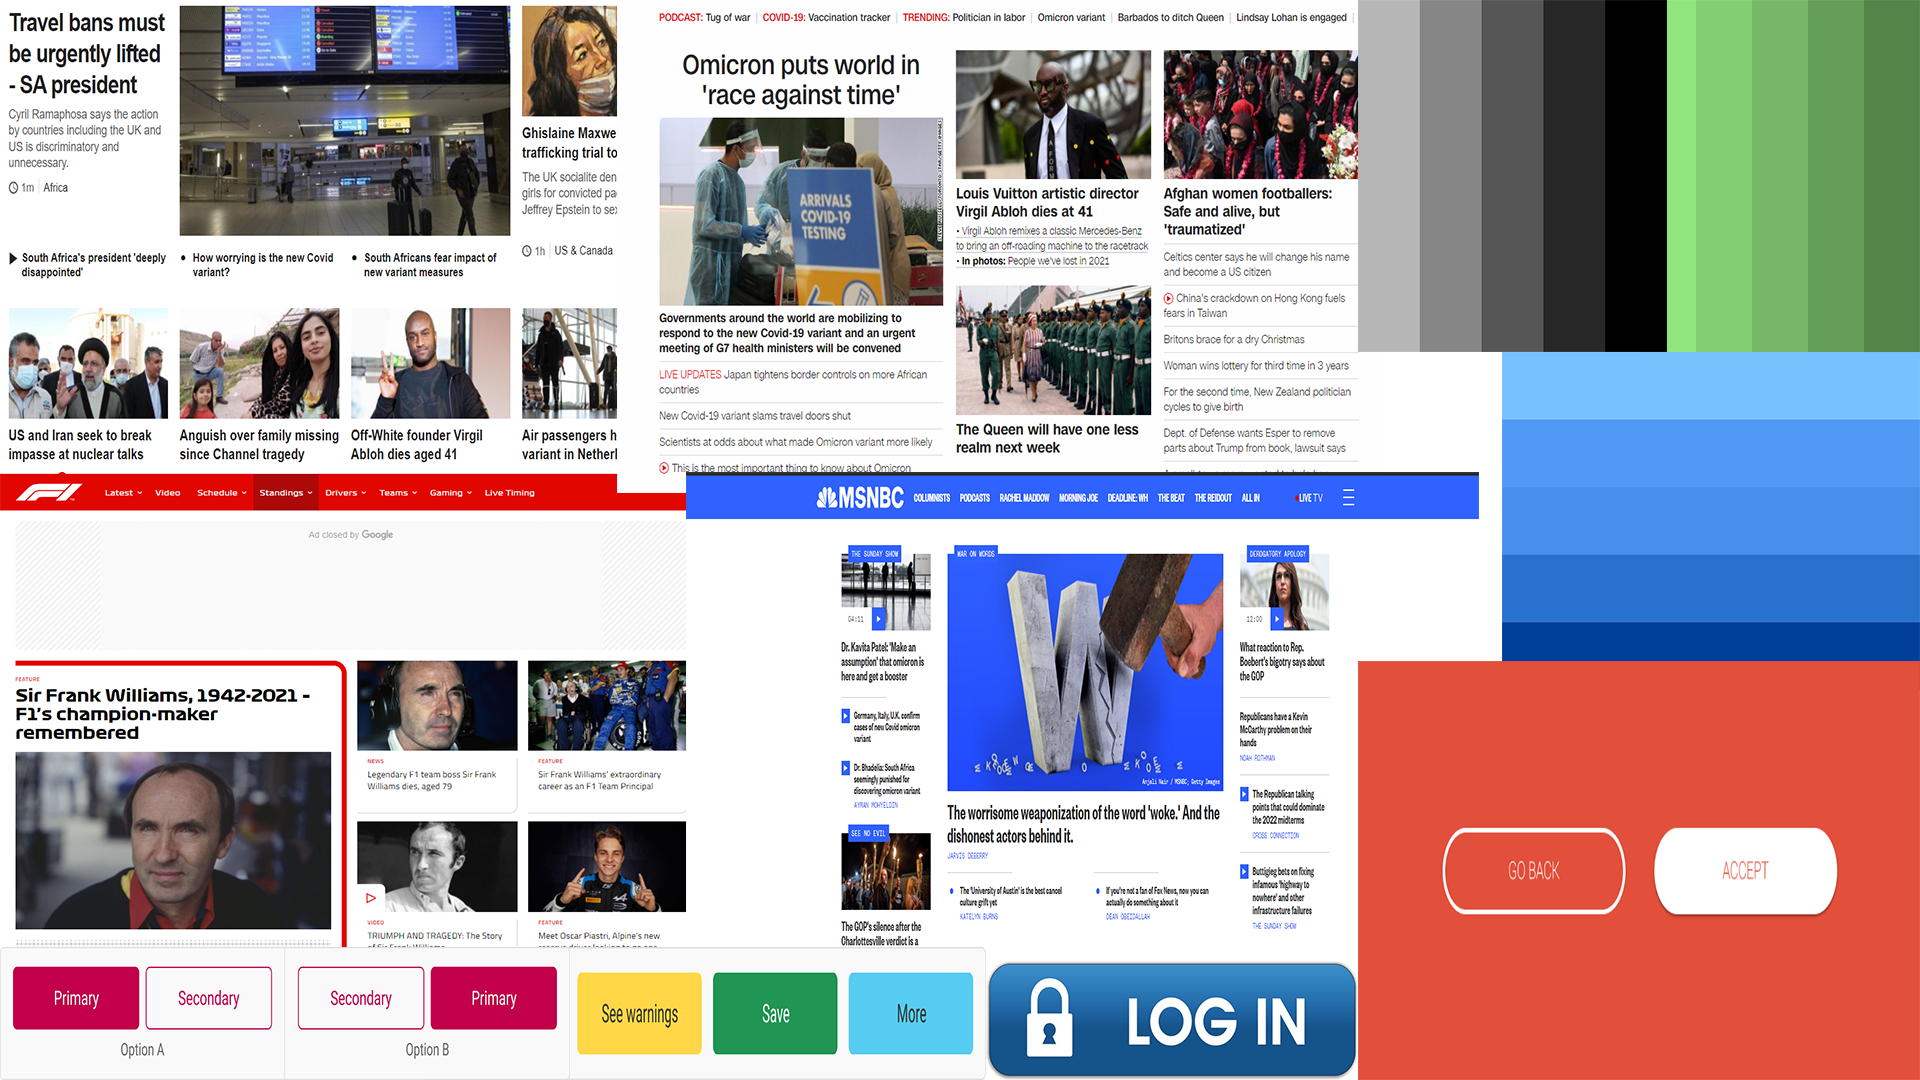 Travel bans must
be urgently lifted
- SA president
Cyril Ramaphosa says the action
by countries including the UK and
US is discriminatory and
unnecessary.
1m | Africa
Ghislaine Maxwe
trafficking trial to
The UK socialite den
girls for convicted pa
Jeffrey Epstein to se
1h | US & Canada
South Africa's president 'deeply
disappointed'
• How worrying is the new Covid
variant?
• South Africans fear impact of
new variant measures
US and Iran seek to break
impasse at nuclear talks
Anguish over family missing
since Channel tragedy
Off-White founder Virgil
Abloh dies aged 41
Air passengers h
variant in Netherl
PODCAST: Tug of war | COVID-19: Vaccination tracker | TRENDING: Politician in labor | Omicron variant | Barbados to ditch Queen | Lindsay Lohan is engaged
Omicron puts world in
'race against time'
ARRIVALS
COVID-19
TESTING
Governments around the world are mobilizing to
respond to the new Covid-19 variant and an urgent
meeting of G7 health ministers will be convened
LIVE UPDATES Japan tightens border controls on more African
countries
New Covid-19 variant slams travel doors shut
Scientists at odds about what made Omicron variant more likely
This is the most important thing to know about Omicron
Louis Vuitton artistic director
Virgil Abloh dies at 41
• Virgil Abloh remixes a classic Mercedes-Benz
to bring an off-roading machine to the racetrack
• In photos: People we've lost in 2021
The Queen will have one less
realm next week
Afghan women footballers:
Safe and alive, but
'traumatized'
Celtics center says he will change his name
and become a US citizen
China's crackdown on Hong Kong fuels
fears in Taiwan
Britons brace for a dry Christmas
Woman wins lottery for third time in 3 years
For the second time, New Zealand politician
cycles to give birth
Dept. of Defense wants Esper to remove
parts about Trump from book, lawsuit says
F1 Latest Video Schedule Standings Drivers Teams Gaming Live Timing
Ad closed by Google
FEATURE
Sir Frank Williams, 1942-2021 -
F1's champion-maker
remembered
NEWS
Legendary F1 team boss Sir Frank
Williams dies, aged 79
FEATURE
Sir Frank Williams' extraordinary
career as an F1 Team Principal
VIDEO
TRIUMPH AND TRAGEDY: The Story
of Sir Frank Williams
FEATURE
Meet Oscar Piastri, Alpine's new
MSNBC COLUMNISTS PODCASTS RACHEL MADDOW MORNING JOE DEADLINE: WH THE BEAT THE REIDOUT ALL IN LIVE TV
THE SUNDAY SHOW
04:11
Dr. Kavita Patel: 'Make an
assumption' that omicron is
here and get a booster
Germany, Italy, U.K. confirm
cases of new Covid omicron
variant
Dr. Bhadelia: South Africa
seemingly punished for
discovering omicron variant
AYMAN MOHYELDIN
SEE NO EVIL
The GOP's silence after the
Charlottesville verdict is a
WAR ON WORDS
Anjali Nair / MSNBC; Getty Images
The worrisome weaponization of the word 'woke.' And the
dishonest actors behind it.
JARVIS DEBERRY
• The 'University of Austin' is the best cancel
culture grift yet
KATELYN BURNS
• If you're not a fan of Fox News, now you can
actually do something about it
DEAN OBEIDALLAH
DEROGATORY APOLOGY
12:00
What reaction to Rep.
Boebert's bigotry says about
the GOP
Republicans have a Kevin
McCarthy problem on their
hands
NOAH ROTHMAN
The Republican talking
points that could dominate
the 2022 midterms
CROSS CONNECTION
Buttigieg bets on fixing
infamous 'highway to
nowhere' and other
infrastructure failures
THE SUNDAY SHOW
GO BACK
ACCEPT
Primary
Secondary
Option A
Secondary
Primary
Option B
See warnings
Save
More
LOG IN